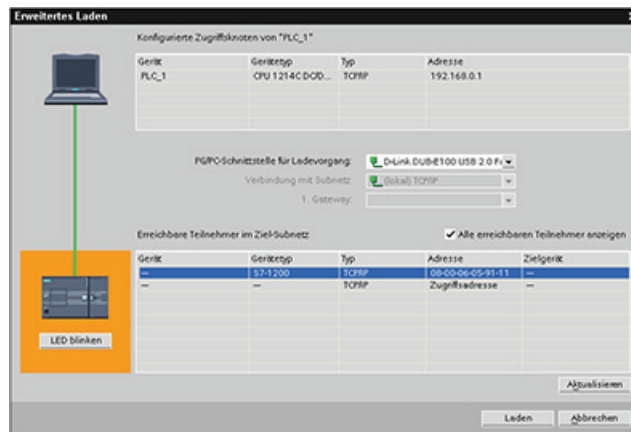 Erweitertes Laden
Konfigurierte Zugriffsknoten von "PLC_1"
Gerät Gerätetyp Typ Adresse
PLC_1 CPU 1214C DC/D... TCP/IP 192.168.0.1
PG/PC-Schnittstelle für Ladevorgang: D-Link DUB-E100 USB 2.0 Fa
Verbindung mit Subnetz: (lokal) TCP/IP
1. Gateway:
Erreichbare Teilnehmer im Ziel-Subnetz: Alle erreichbaren Teilnehmer anzeigen
Gerät Gerätetyp Typ Adresse Zielgerät
— S7-1200 TCP/IP 08-00-06-05-91-11 —
— — TCP/IP Zugriffsadresse —
LED blinken
Aktualisieren
Laden Abbrechen